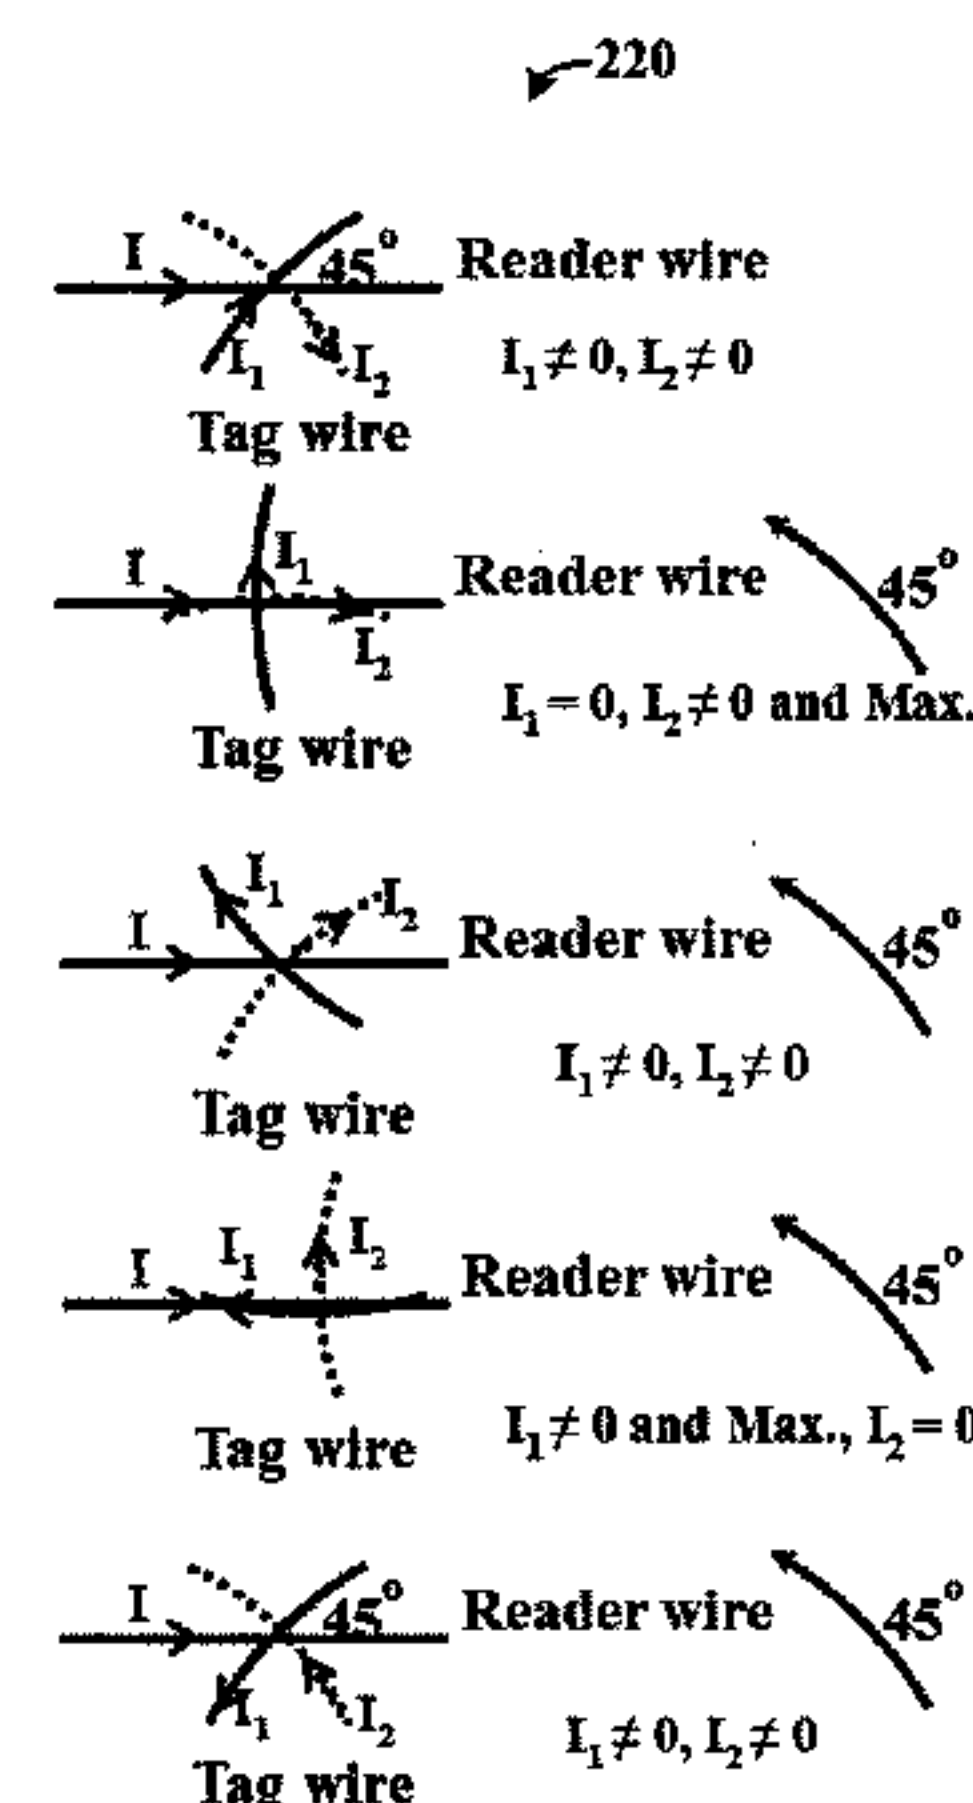 220
I 45° Reader wire
I₁ I₂ I₁ ≠ 0, I₂ ≠ 0
Tag wire
I I₁ Reader wire 45°
I₂ I₁ = 0, I₂ ≠ 0 and Max.
Tag wire
I I₁ I₂ Reader wire 45°
I₁ ≠ 0, I₂ ≠ 0
Tag wire
I I₁ I₂ Reader wire 45°
I₁ ≠ 0 and Max., I₂ = 0
Tag wire
I 45° Reader wire 45°
I₁ I₂ I₁ ≠ 0, I₂ ≠ 0
Tag wire